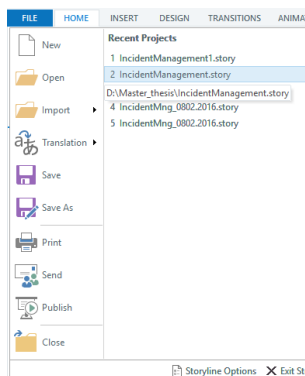 FILE HOME INSERT DESIGN TRANSITIONS ANIMA
New
Open
Import
Translation
Save
Save As
Print
Send
Publish
Close
Recent Projects
1 IncidentManagement1.story
2 IncidentManagement.story
D:\Master_thesis\IncidentManagement.story
4 IncidentMng_0802.2016.story
5 IncidentMng_0802.2016.story
Storyline Options Exit St